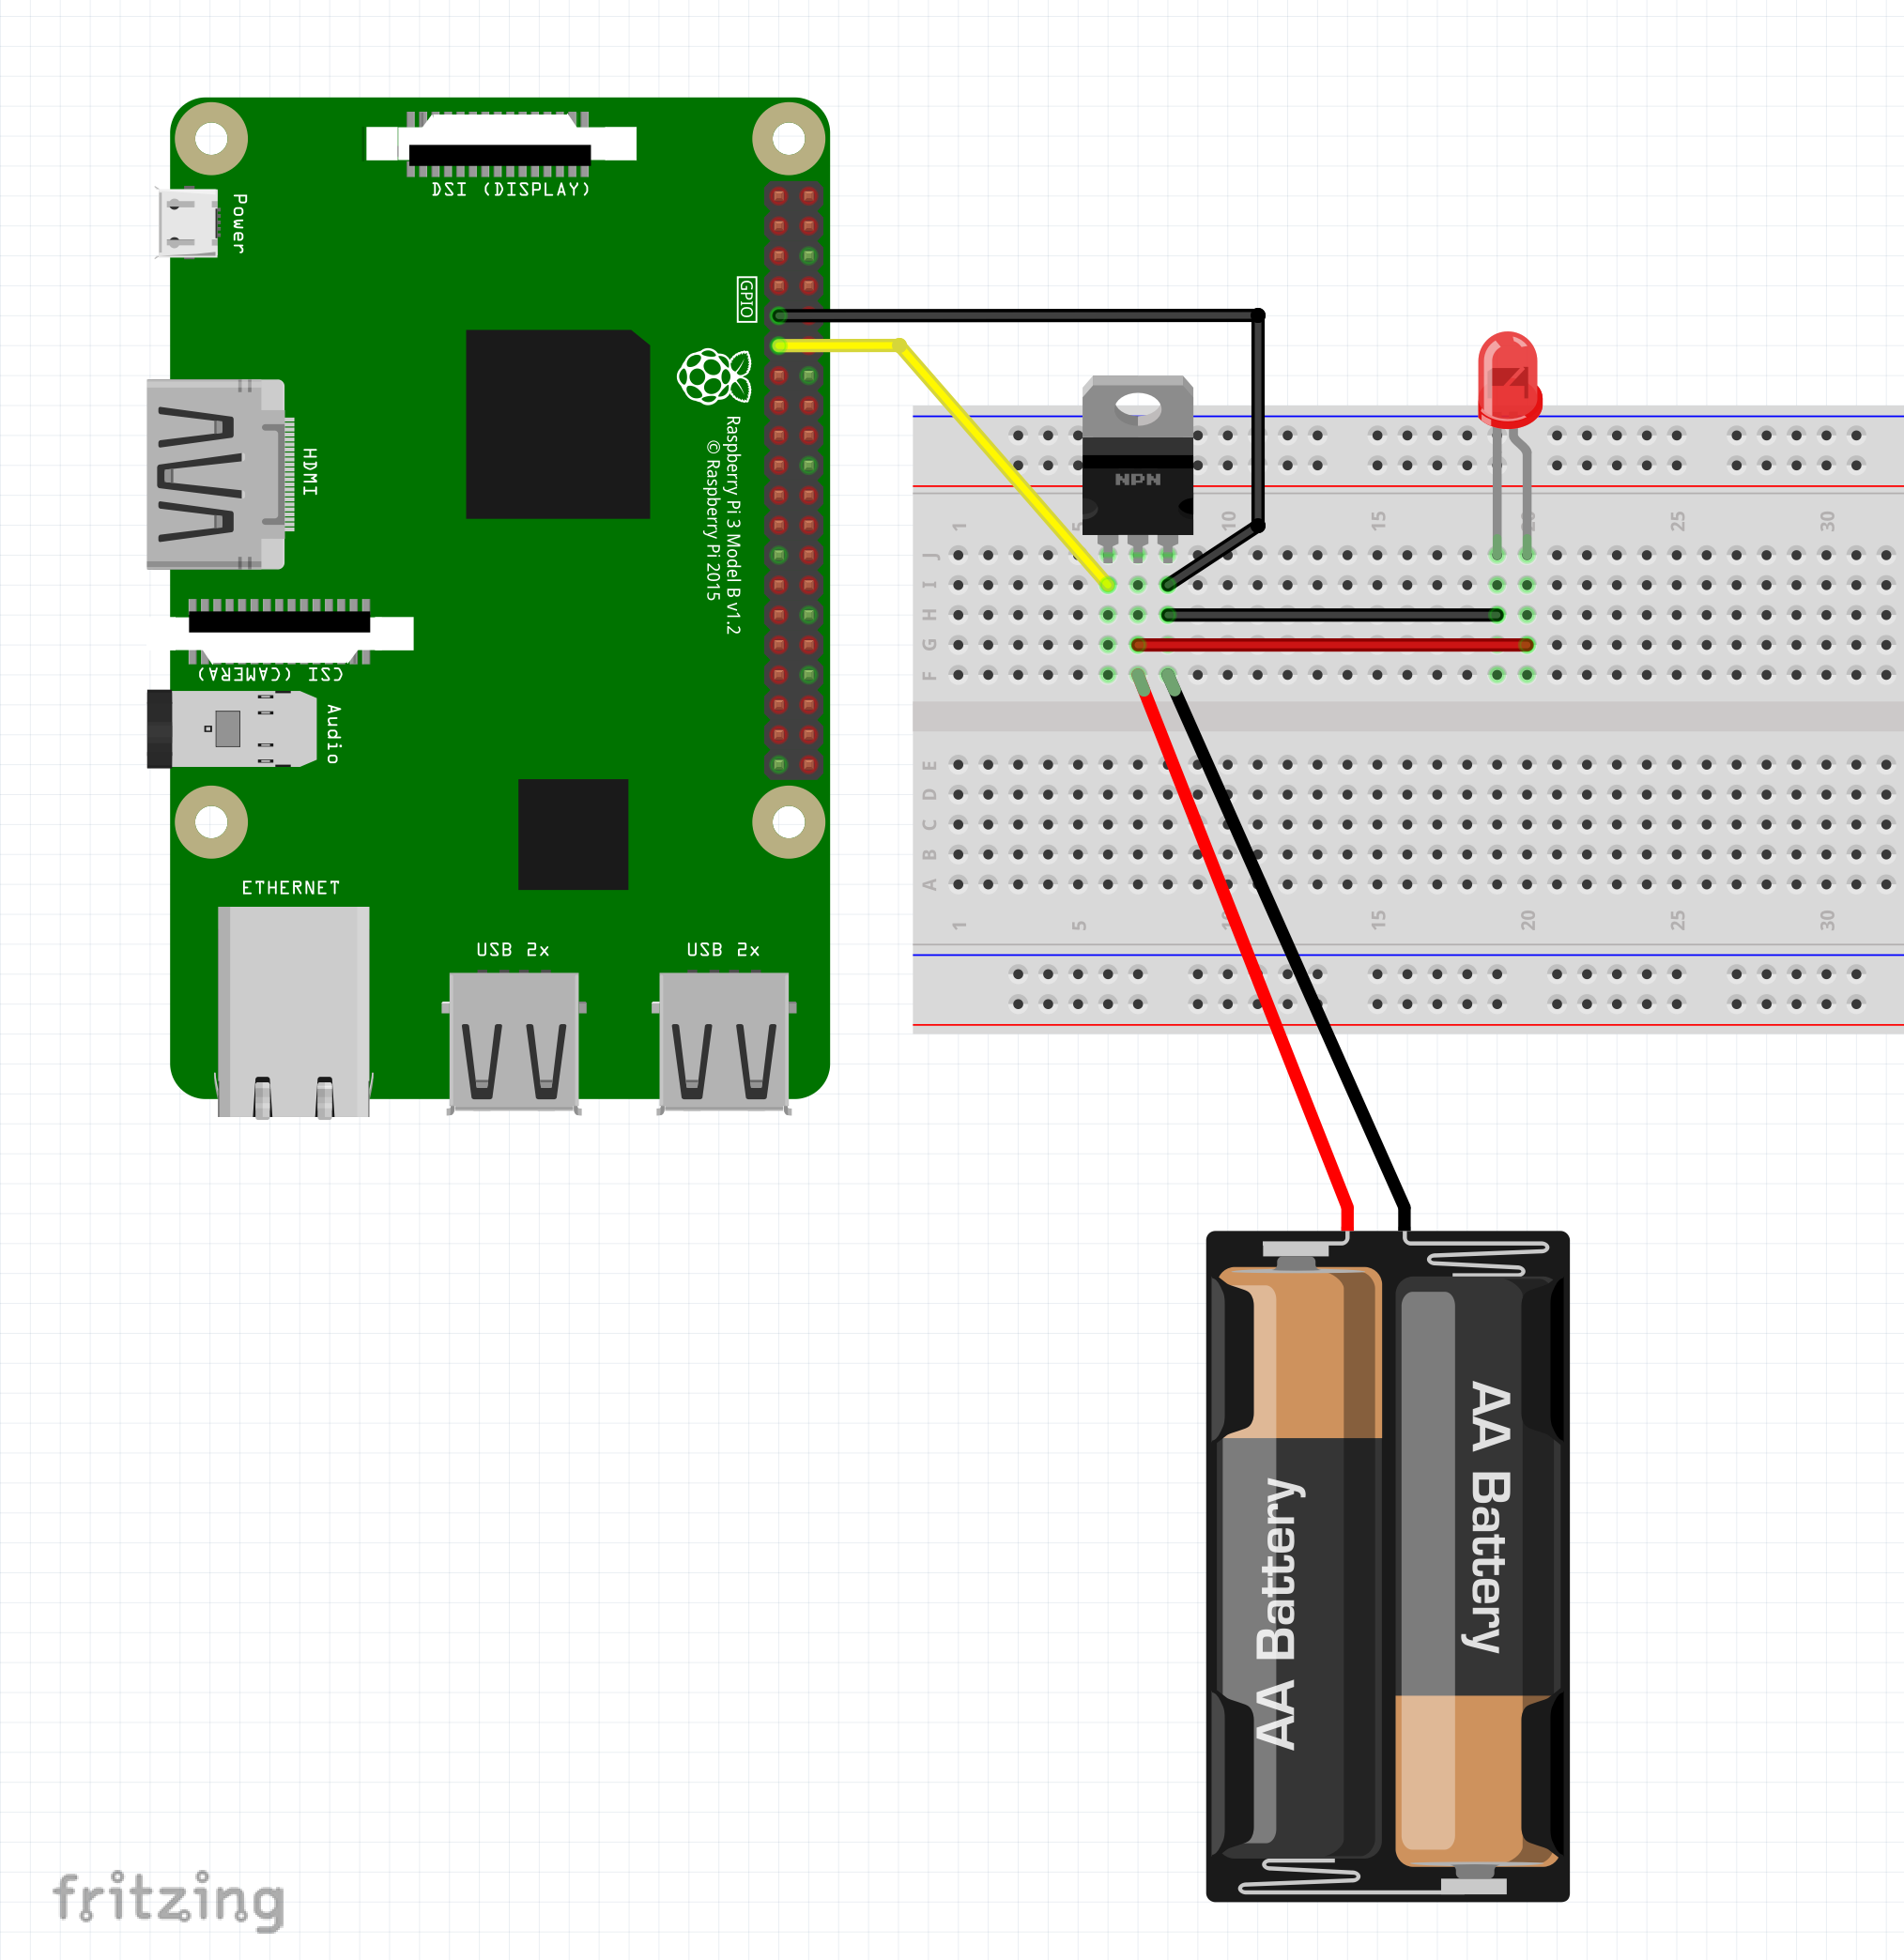 DSI (DISPLAY)
Power
GPIO
HDMI
Raspberry Pi 3 Model B v1.2
© Raspberry Pi 2015
CSI (CAMERA)
Audio
ETHERNET
USB 2x
USB 2x
NPN
1
5
10
15
20
25
30
J
I
H
G
F
E
D
C
B
A
1
5
10
15
20
25
30
AA Battery
AA Battery
fritzing